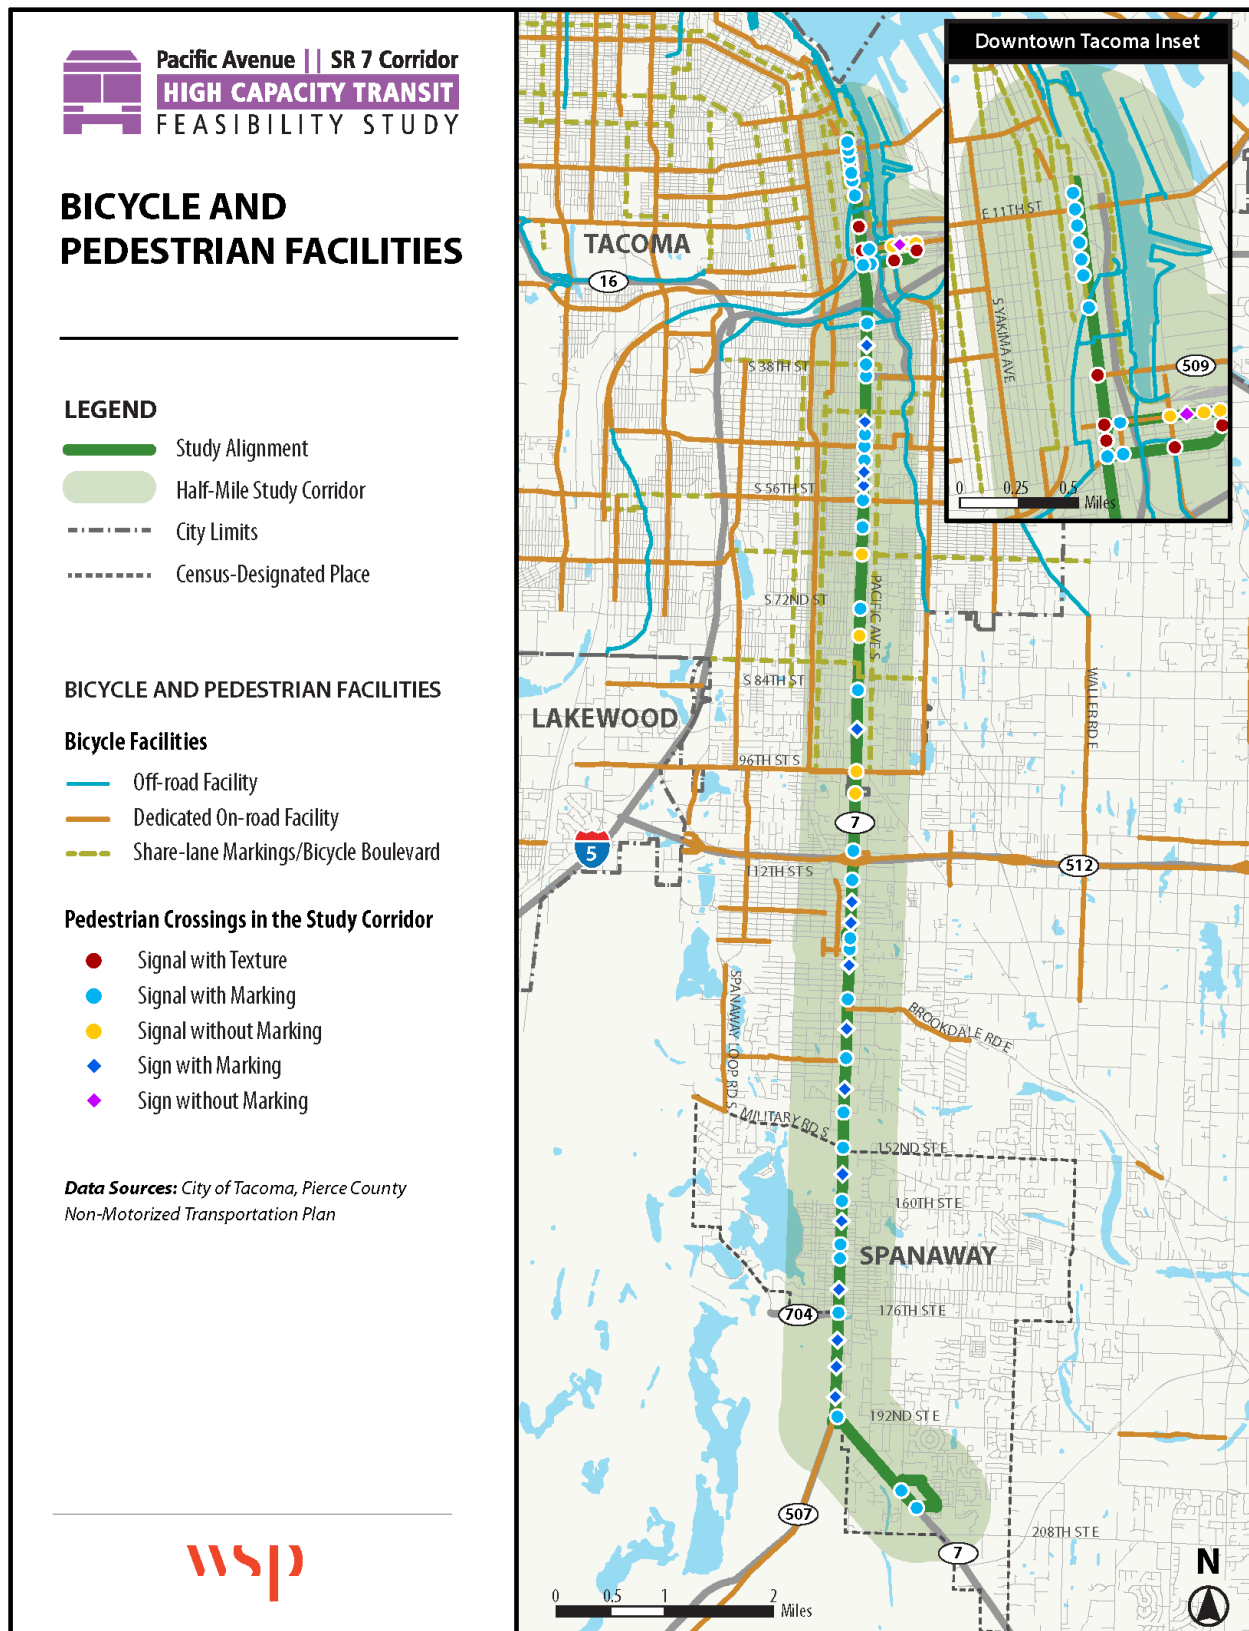 Pacific Avenue || SR 7 Corridor
HIGH CAPACITY TRANSIT
FEASIBILITY STUDY
BICYCLE AND
PEDESTRIAN FACILITIES
LEGEND
Study Alignment
Half-Mile Study Corridor
City Limits
Census-Designated Place
BICYCLE AND PEDESTRIAN FACILITIES
Bicycle Facilities
Off-road Facility
Dedicated On-road Facility
Share-lane Markings/Bicycle Boulevard
Pedestrian Crossings in the Study Corridor
Signal with Texture
Signal with Marking
Signal without Marking
Sign with Marking
Sign without Marking
Data Sources: City of Tacoma, Pierce County
Non-Motorized Transportation Plan
wsp
Downtown Tacoma Inset
E 11TH ST
S YAKIMA AVE
509
0 0.25 0.5
Miles
TACOMA
16
S 38TH ST
S 56TH ST
S 72ND ST
PACIFIC AVE S
S 84TH ST
LAKEWOOD
WALLER RD E
96TH ST S
7
5
112TH ST S
512
SPANAWAY LOOP RD S
BROOKDALE RD E
MILITARY RD S
152ND ST E
160TH ST E
SPANAWAY
704
176TH ST E
192ND ST E
507
208TH ST E
7
N
0 0.5 1 2
Miles